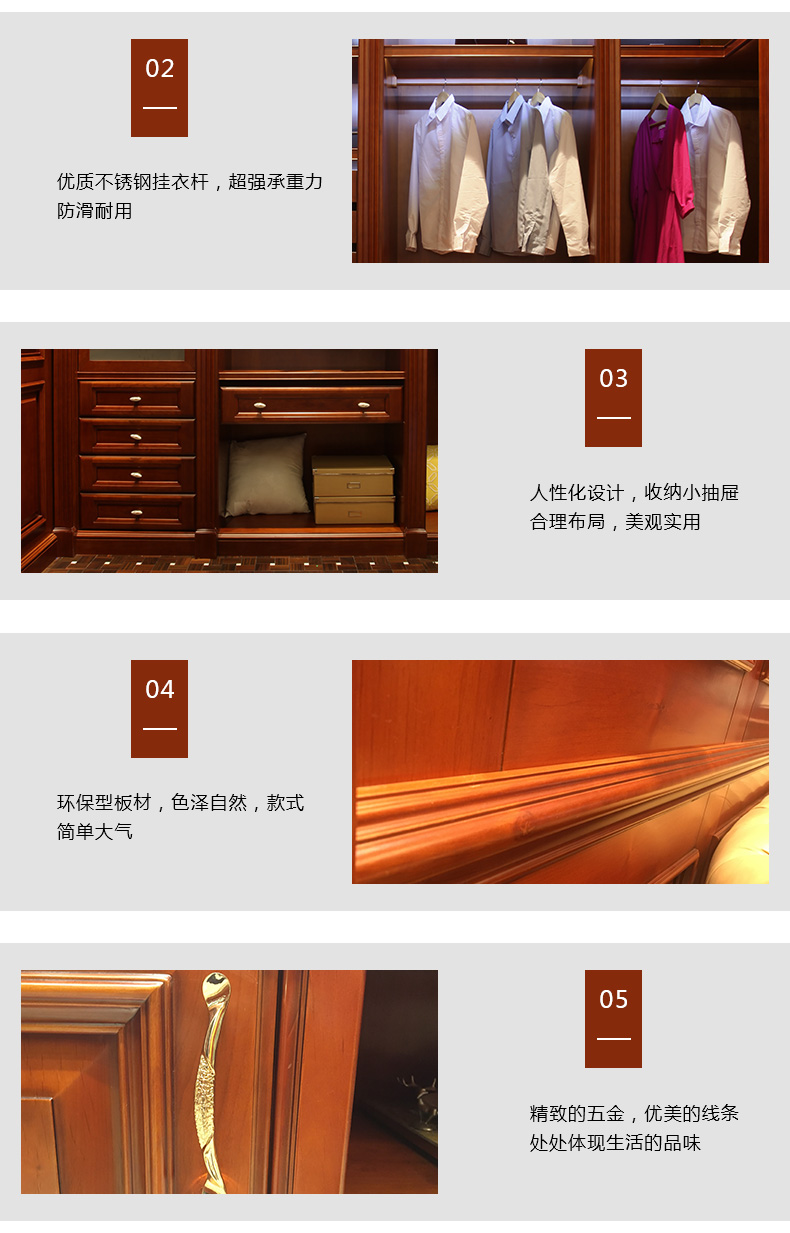 02
优质不锈钢挂衣杆，超强承重力
防滑耐用
03
人性化设计，收纳小抽屉
合理布局，美观实用
04
环保型板材，色泽自然，款式
简单大气
05
精致的五金，优美的线条
处处体现生活的品味